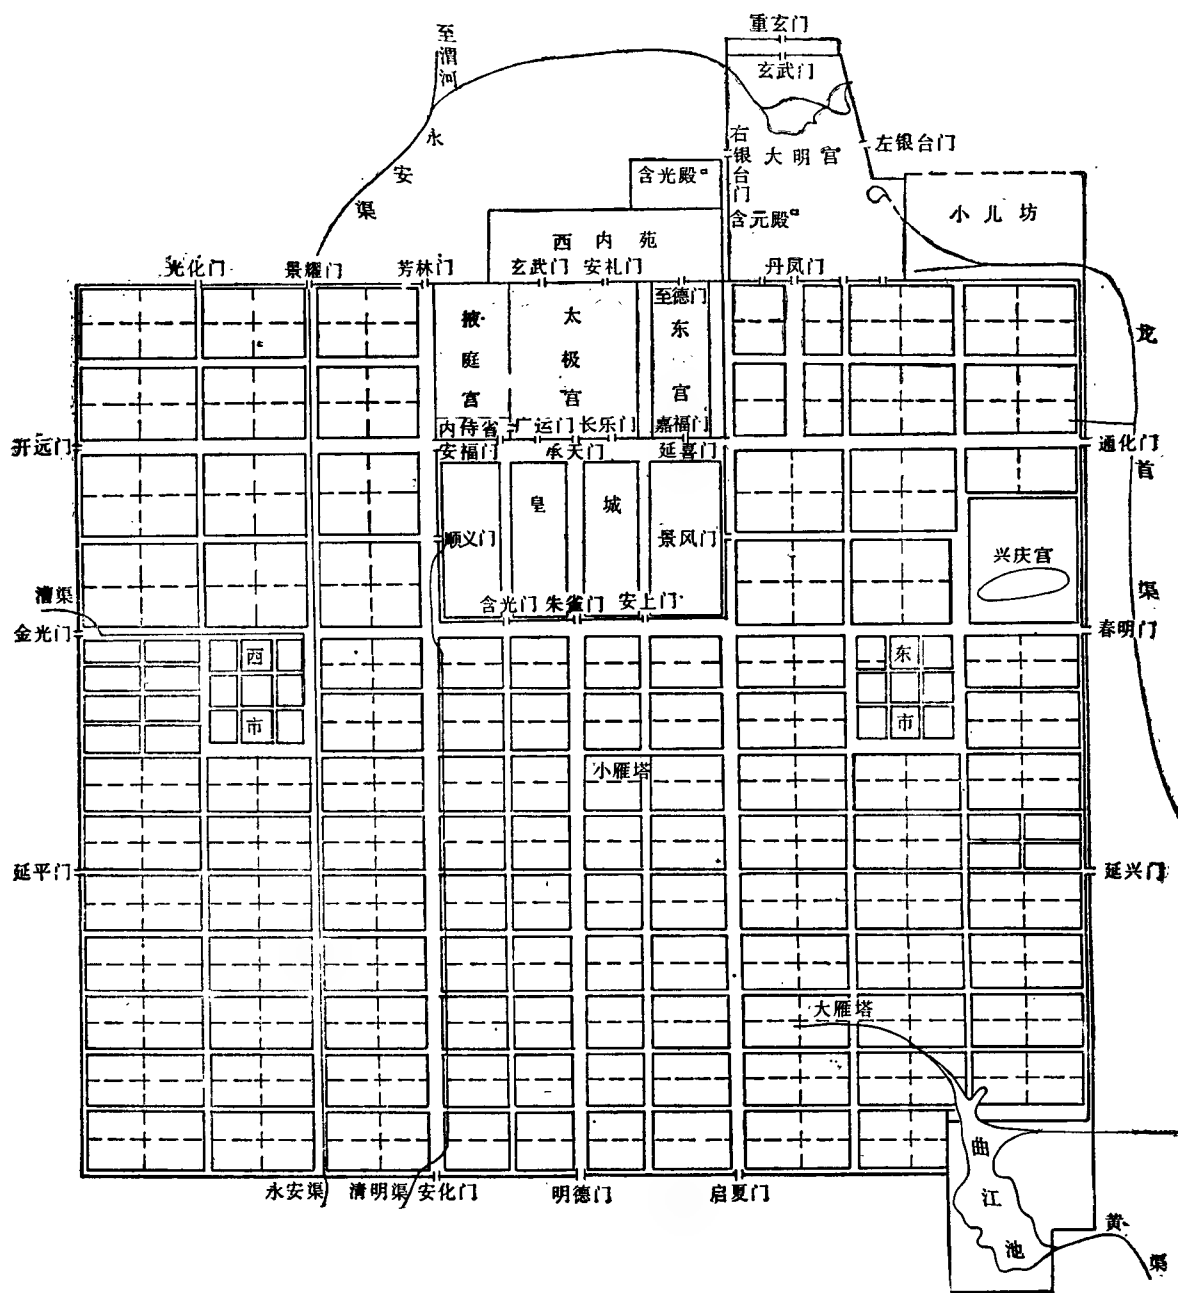 重玄门
玄武门
至渭河
永安渠
右银台门
大明宫
左银台门
含光殿
含元殿
小儿坊
西内苑
光化门
景耀门
芳林门
玄武门
安礼门
丹凤门
至德门
掖庭宫
太极宫
东宫
龙首渠
内侍省
广运门
长乐门
嘉福门
开远门
安福门
承天门
延喜门
通化门
皇城
顺义门
景风门
兴庆宫
漕渠
含光门
朱雀门
安上门
金光门
春明门
西市
东市
小雁塔
延平门
延兴门
大雁塔
曲江池
永安渠
清明渠
安化门
明德门
启夏门
黄渠